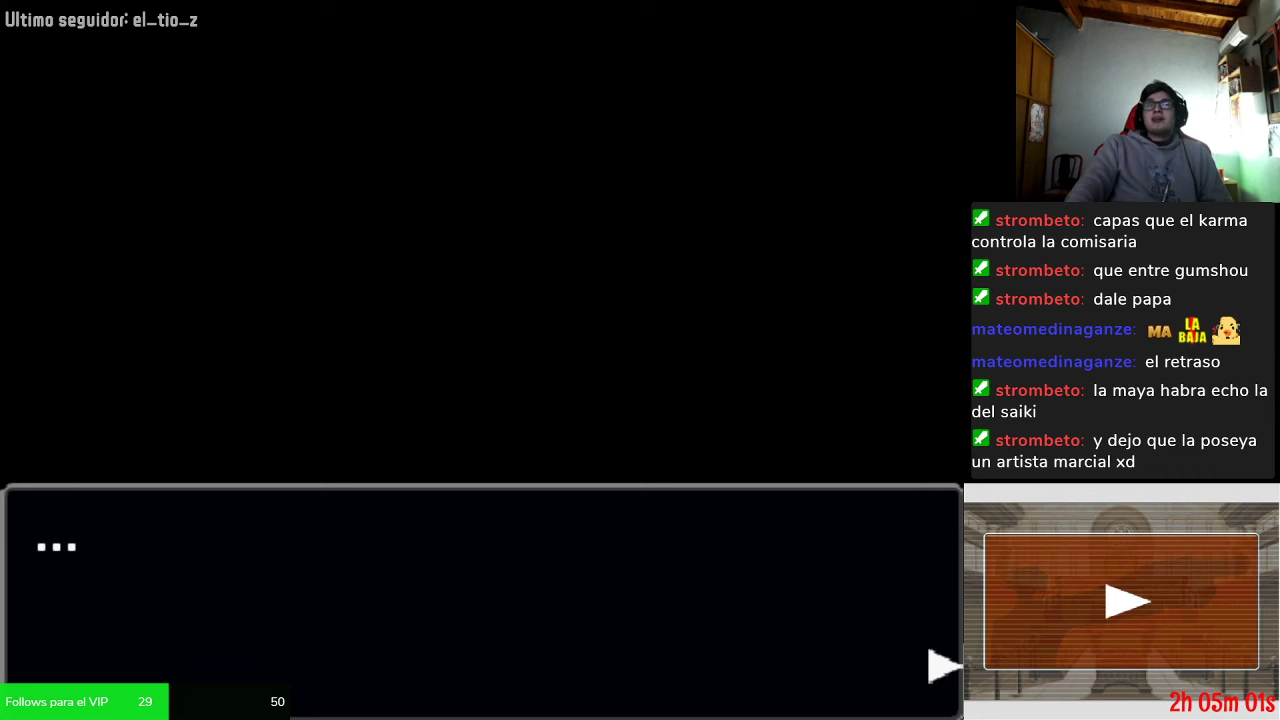 Ultimo seguidor: el_tio_z
strombeto: capas que el karma
controla la comisaria
strombeto: que entre gumshou
strombeto: dale papa
mateomedinaganze: MA LA BAJA
mateomedinaganze: el retraso
strombeto: la maya habra echo la
del saiki
strombeto: y dejo que la poseya
un artista marcial xd
...
Follows para el VIP 29 50
2h 05m 01s